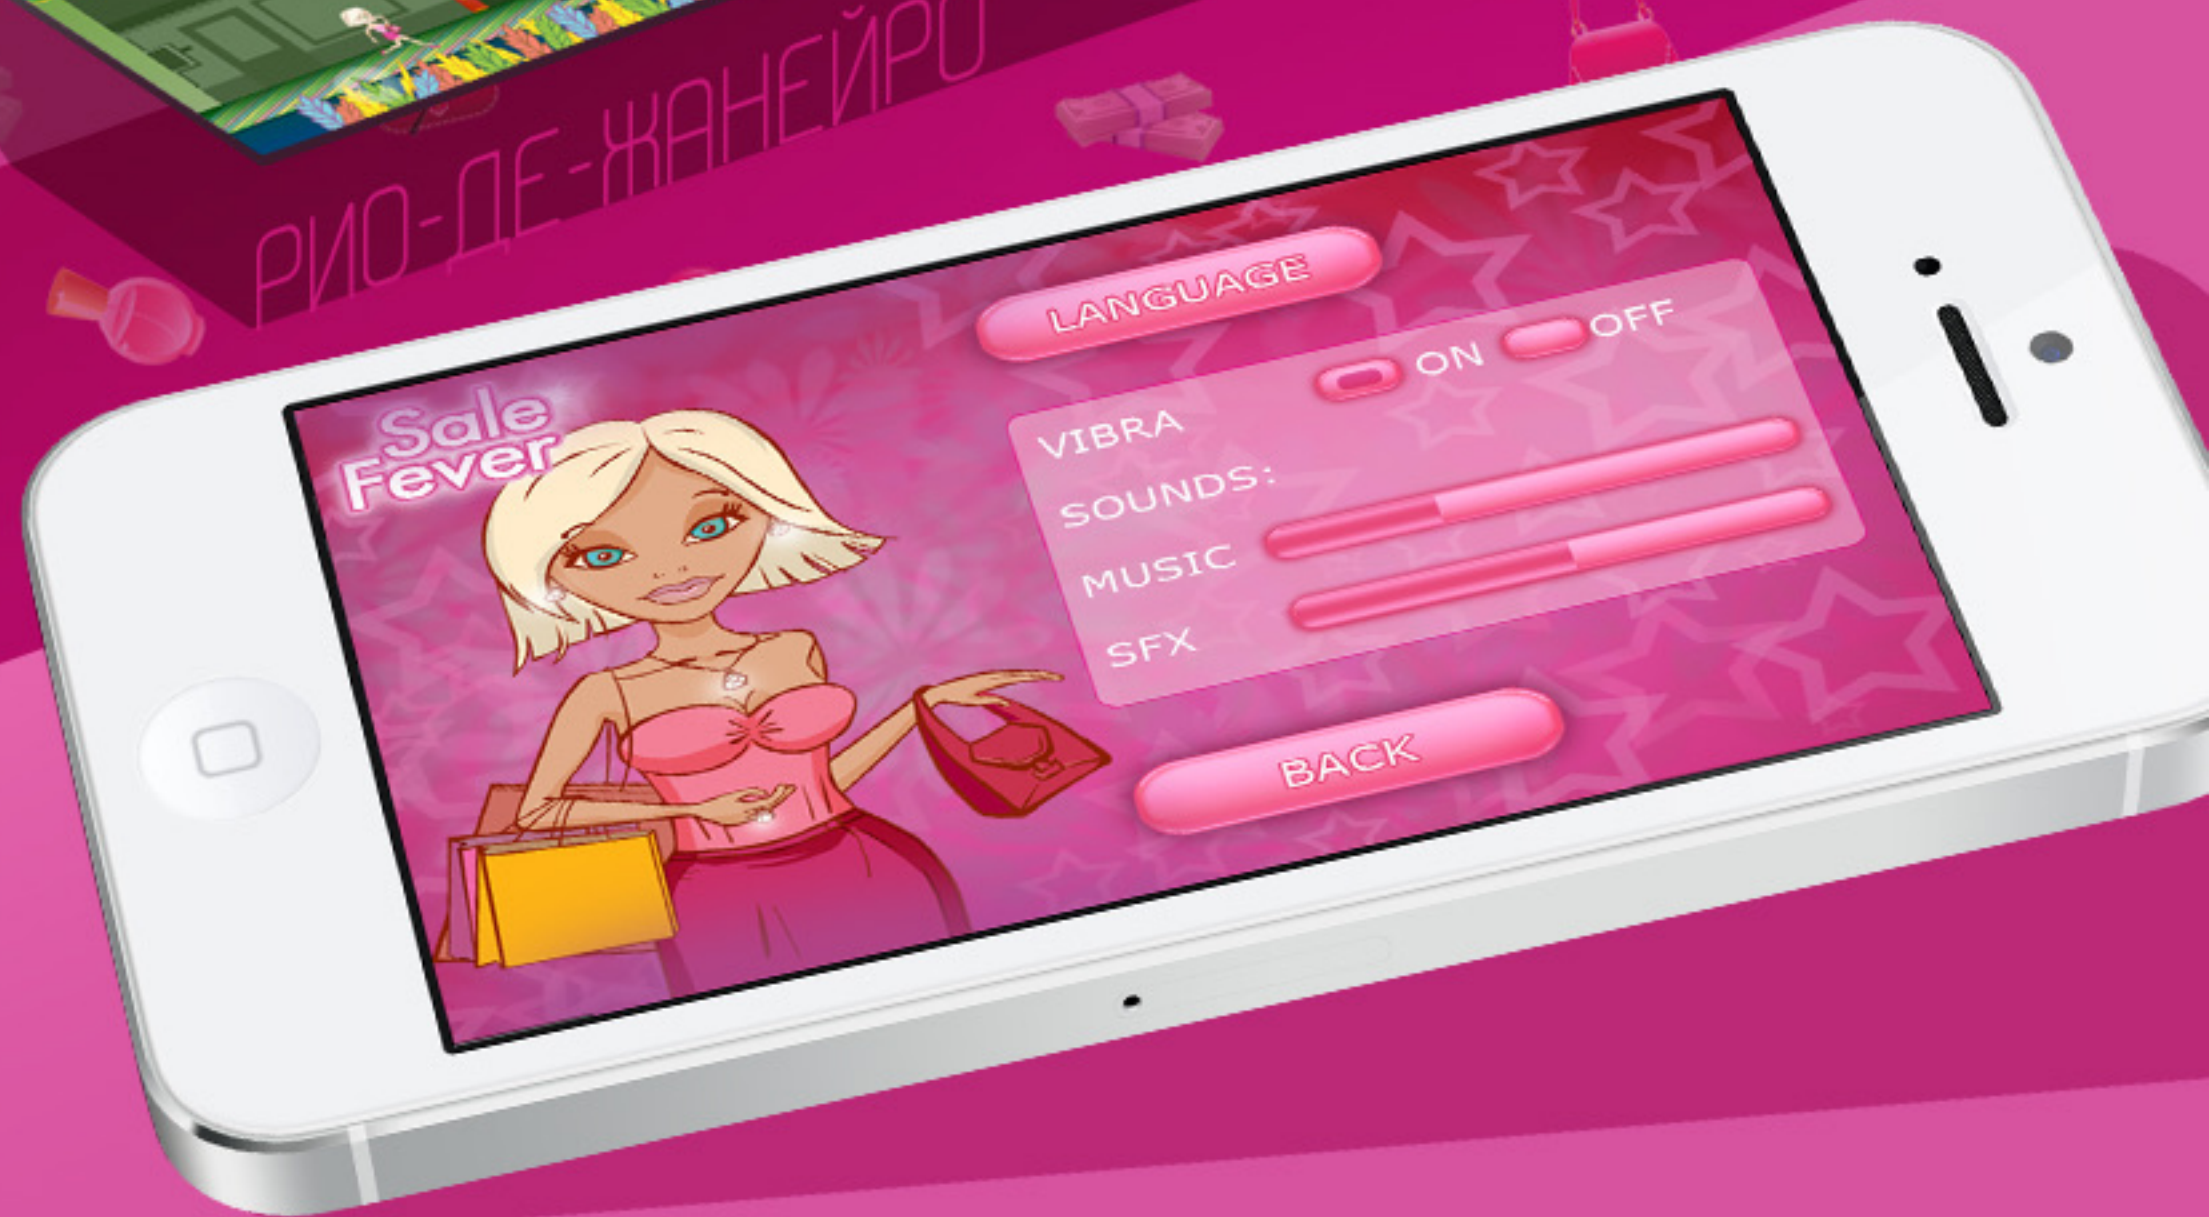 РИО-ДЕ-ЖАНЕЙРО
Sale
Fever
LANGUAGE
VIBRA
ON
OFF
SOUNDS:
MUSIC
SFX
BACK